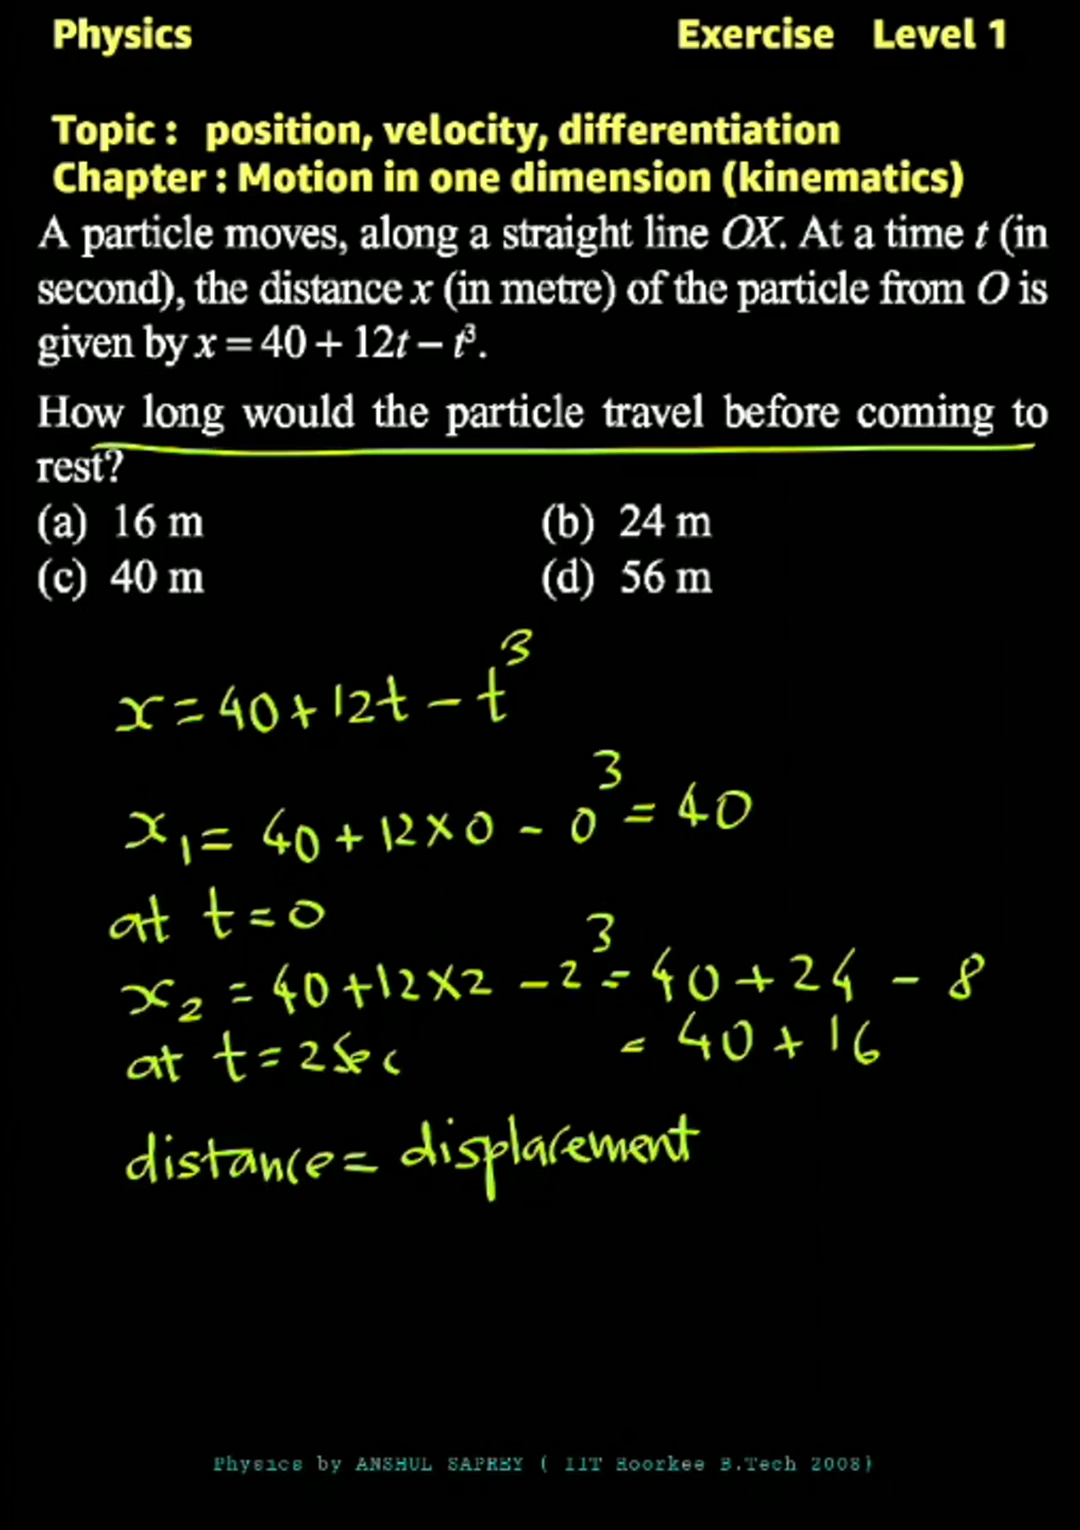 Physics Exercise Level 1
Topic : position, velocity, differentiation
Chapter : Motion in one dimension (kinematics)
A particle moves, along a straight line OX. At a time t (in
second), the distance x (in metre) of the particle from O is
given by x = 40 + 12t – t³.
How long would the particle travel before coming to
rest?
(a) 16 m (b) 24 m
(c) 40 m (d) 56 m
x = 40 + 12t - t³
x₁ = 40 + 12×0 - 0³ = 40
at t = 0
x₂ = 40 + 12×2 - 2³ = 40 + 24 - 8
at t = 2 sec = 40 + 16
distance = displacement
Physics by ANSHUL SAPREY ( IIT Roorkee B.Tech 2008)